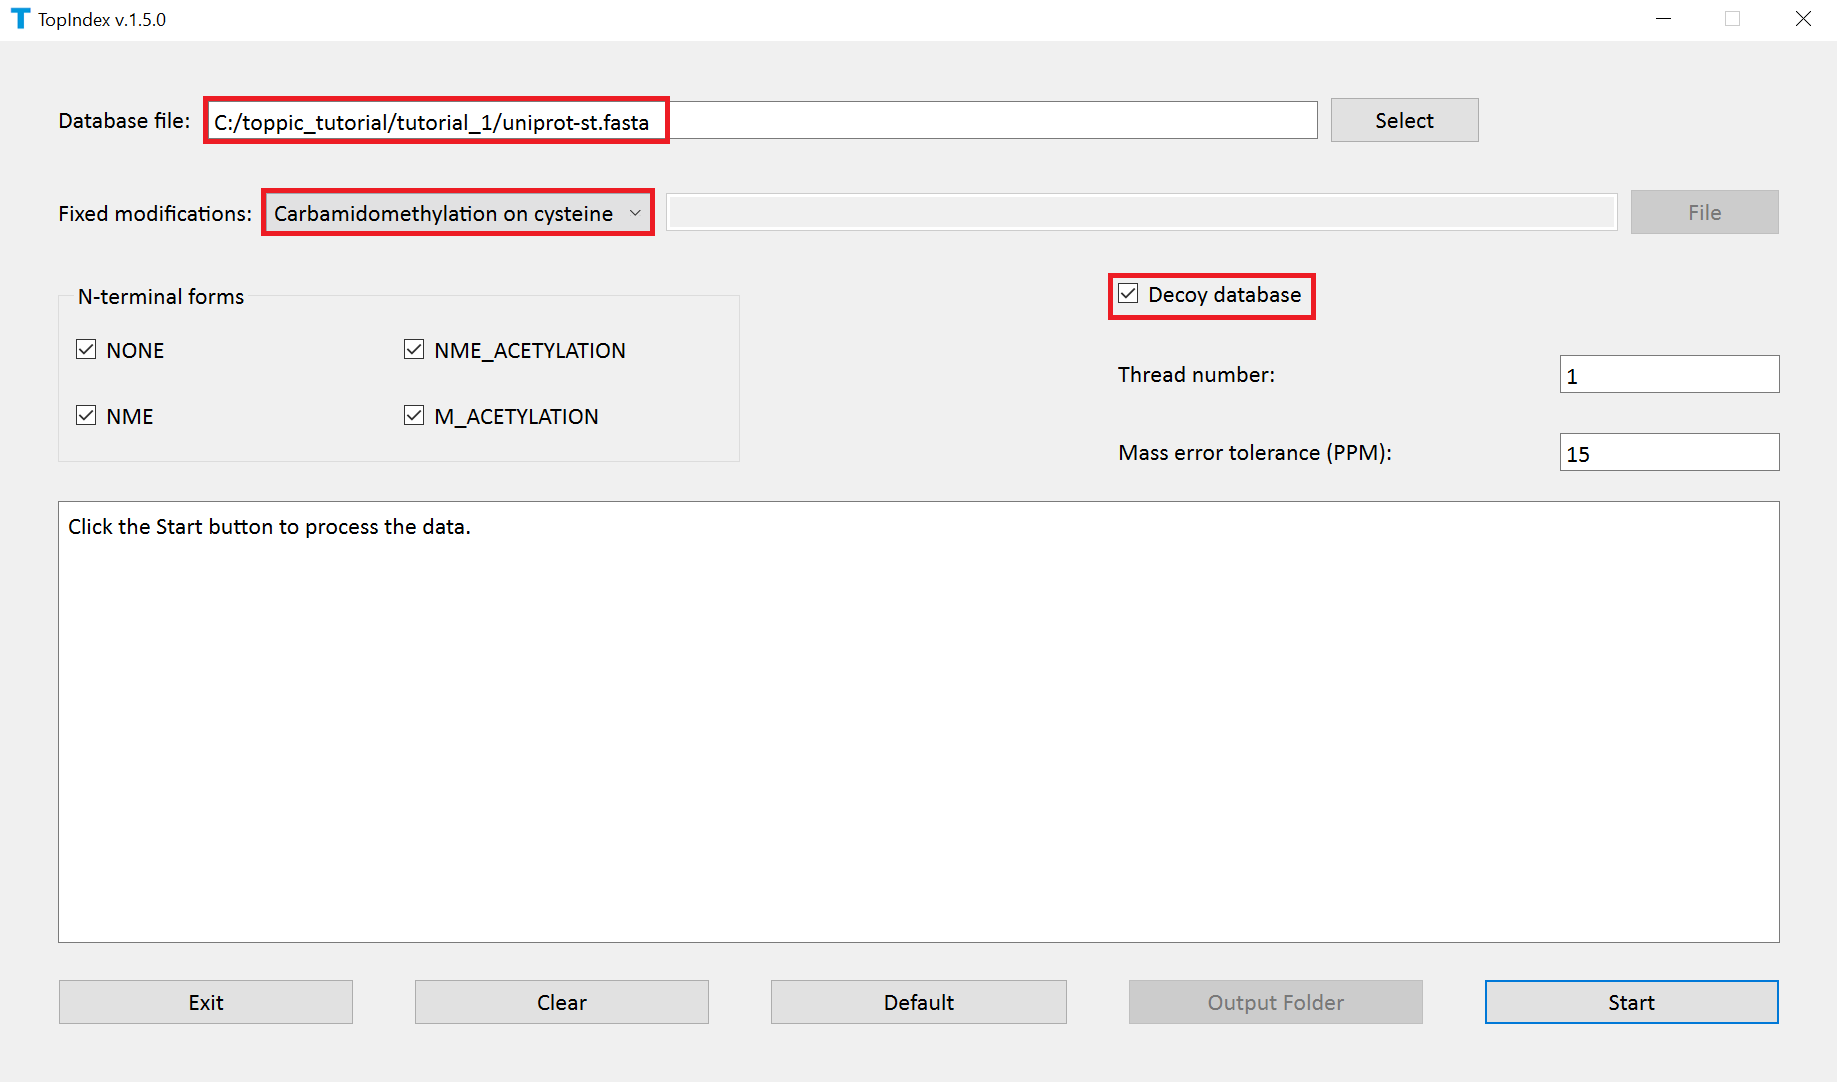 TopIndex v.1.5.0
Database file: C:/toppic_tutorial/tutorial_1/uniprot-st.fasta Select
Fixed modifications: Carbamidomethylation on cysteine File
N-terminal forms
Decoy database
NONE NME_ACETYLATION
Thread number: 1
NME M_ACETYLATION
Mass error tolerance (PPM): 15
Click the Start button to process the data.
Exit Clear Default Output Folder Start